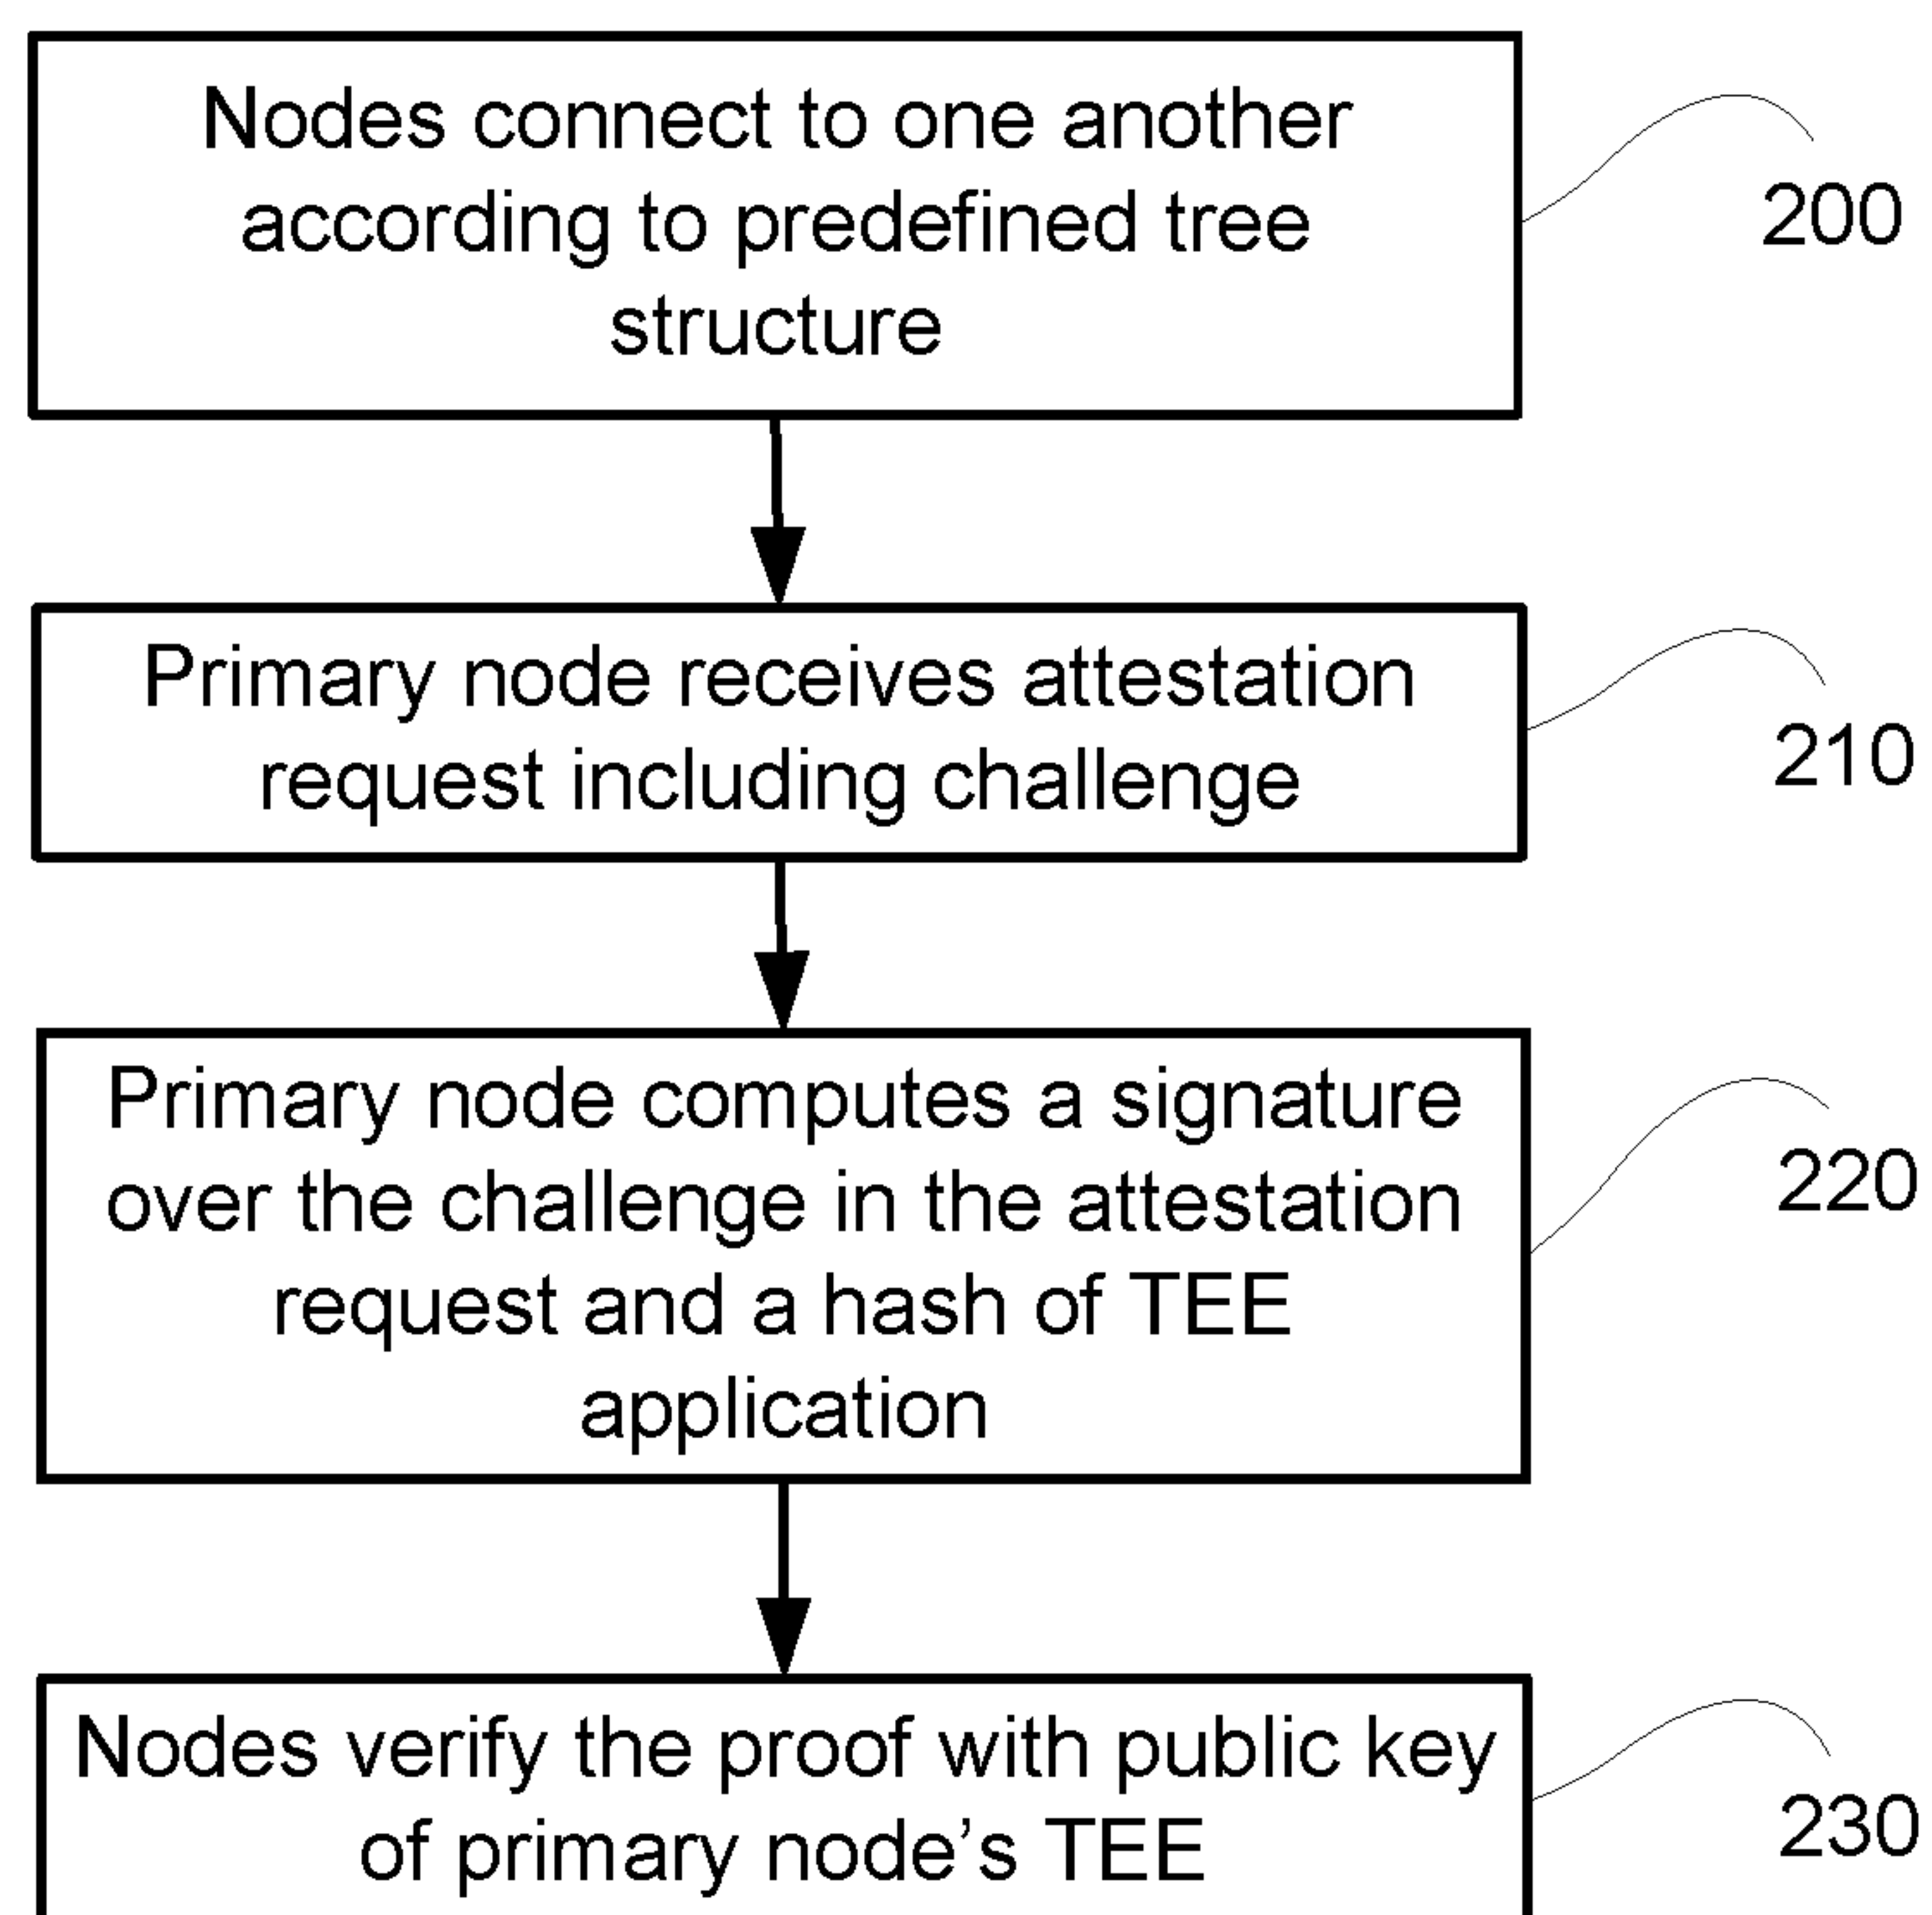 Nodes connect to one another
according to predefined tree
structure
200
Primary node receives attestation
request including challenge
210
Primary node computes a signature
over the challenge in the attestation
request and a hash of TEE
application
220
Nodes verify the proof with public key
of primary node’s TEE
230